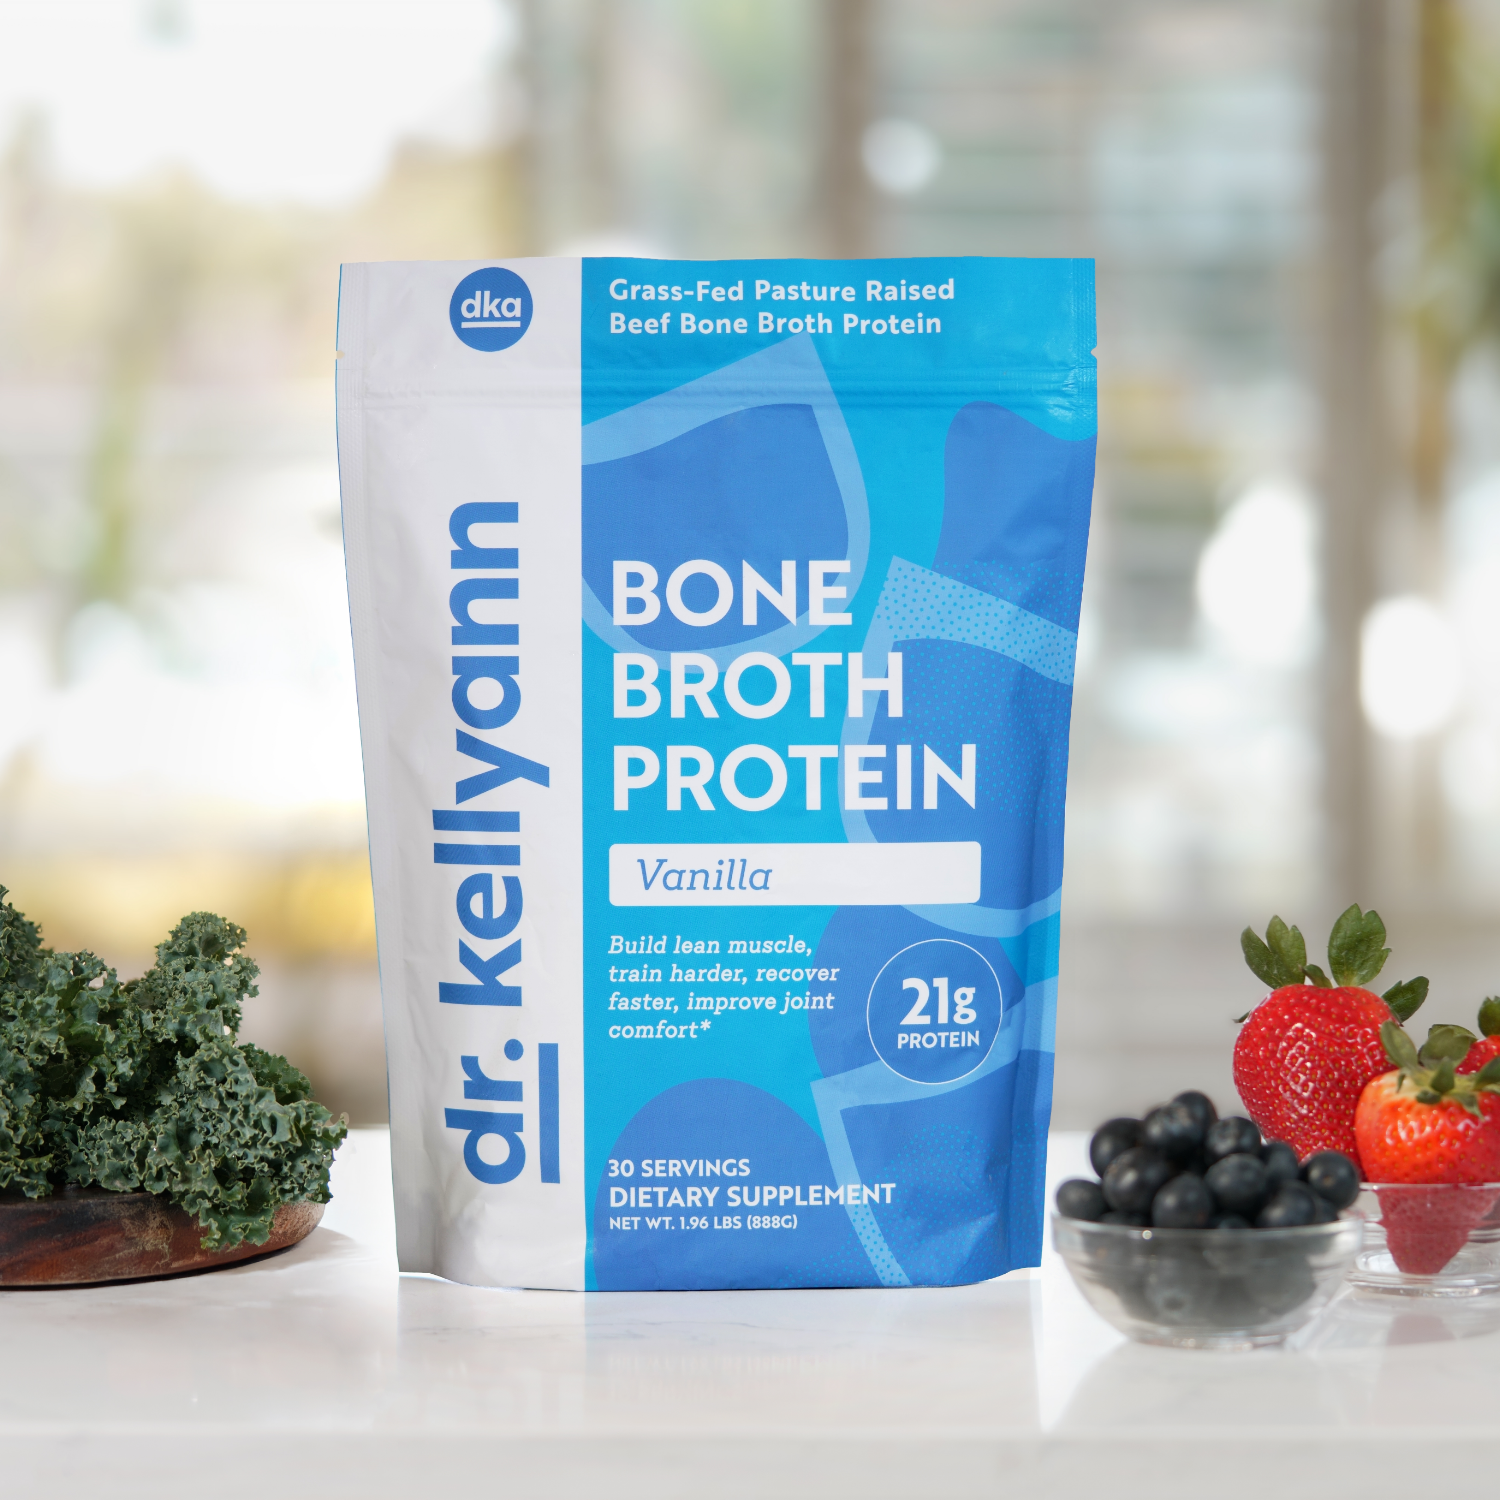 dka
dr. kellyann
Grass-Fed Pasture Raised
Beef Bone Broth Protein
BONE
BROTH
PROTEIN
Vanilla
Build lean muscle,
train harder, recover
faster, improve joint
comfort*
21g
PROTEIN
30 SERVINGS
DIETARY SUPPLEMENT
NET WT. 1.96 LBS (888G)